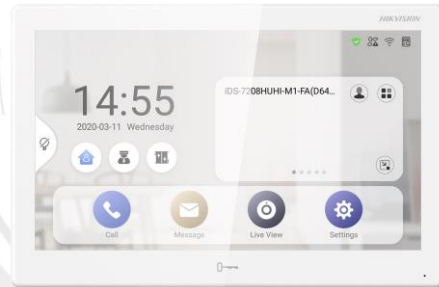 HIKVISION
14:55
2020-03-11 Wednesday
iDS-7208HUHI-M1-FA(D64...
Call
Message
Live View
Settings